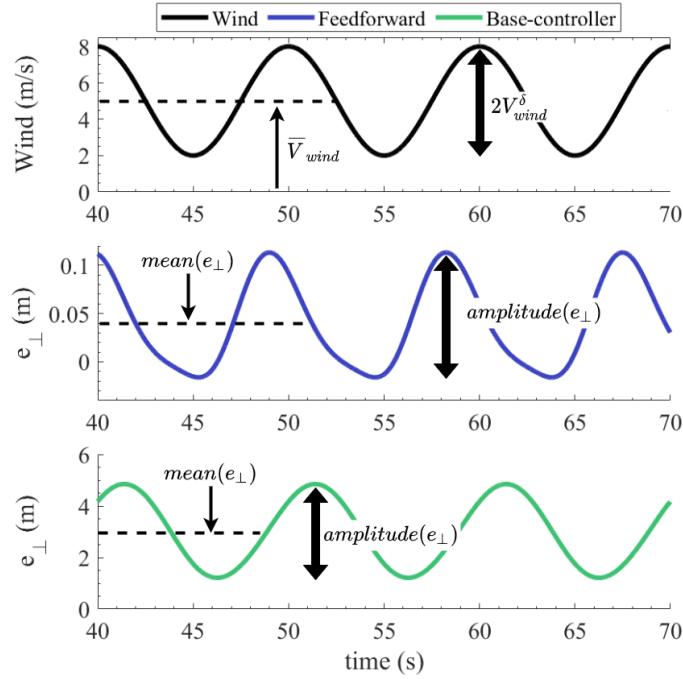 Wind Feedforward Base-controller
8
6
4
2
0
Wind (m/s)
V̅wind
2Vδwind
40 45 50 55 60 65 70
0.1
0.05
0
e⊥ (m)
mean(e⊥)
amplitude(e⊥)
40 45 50 55 60 65 70
6
4
2
0
e⊥ (m)
mean(e⊥)
amplitude(e⊥)
40 45 50 55 60 65 70
time (s)